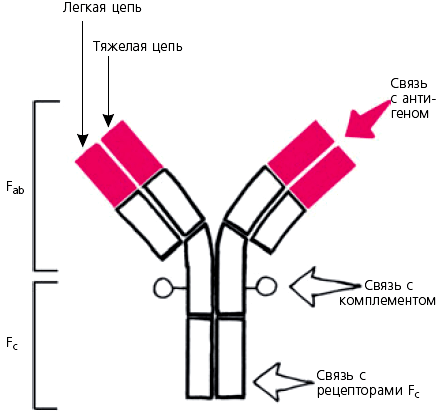 Легкая цепь
Тяжелая цепь
Связь
с анти-
геном
Fab
Связь с
комплементом
Fc
Связь с
рецепторами Fc